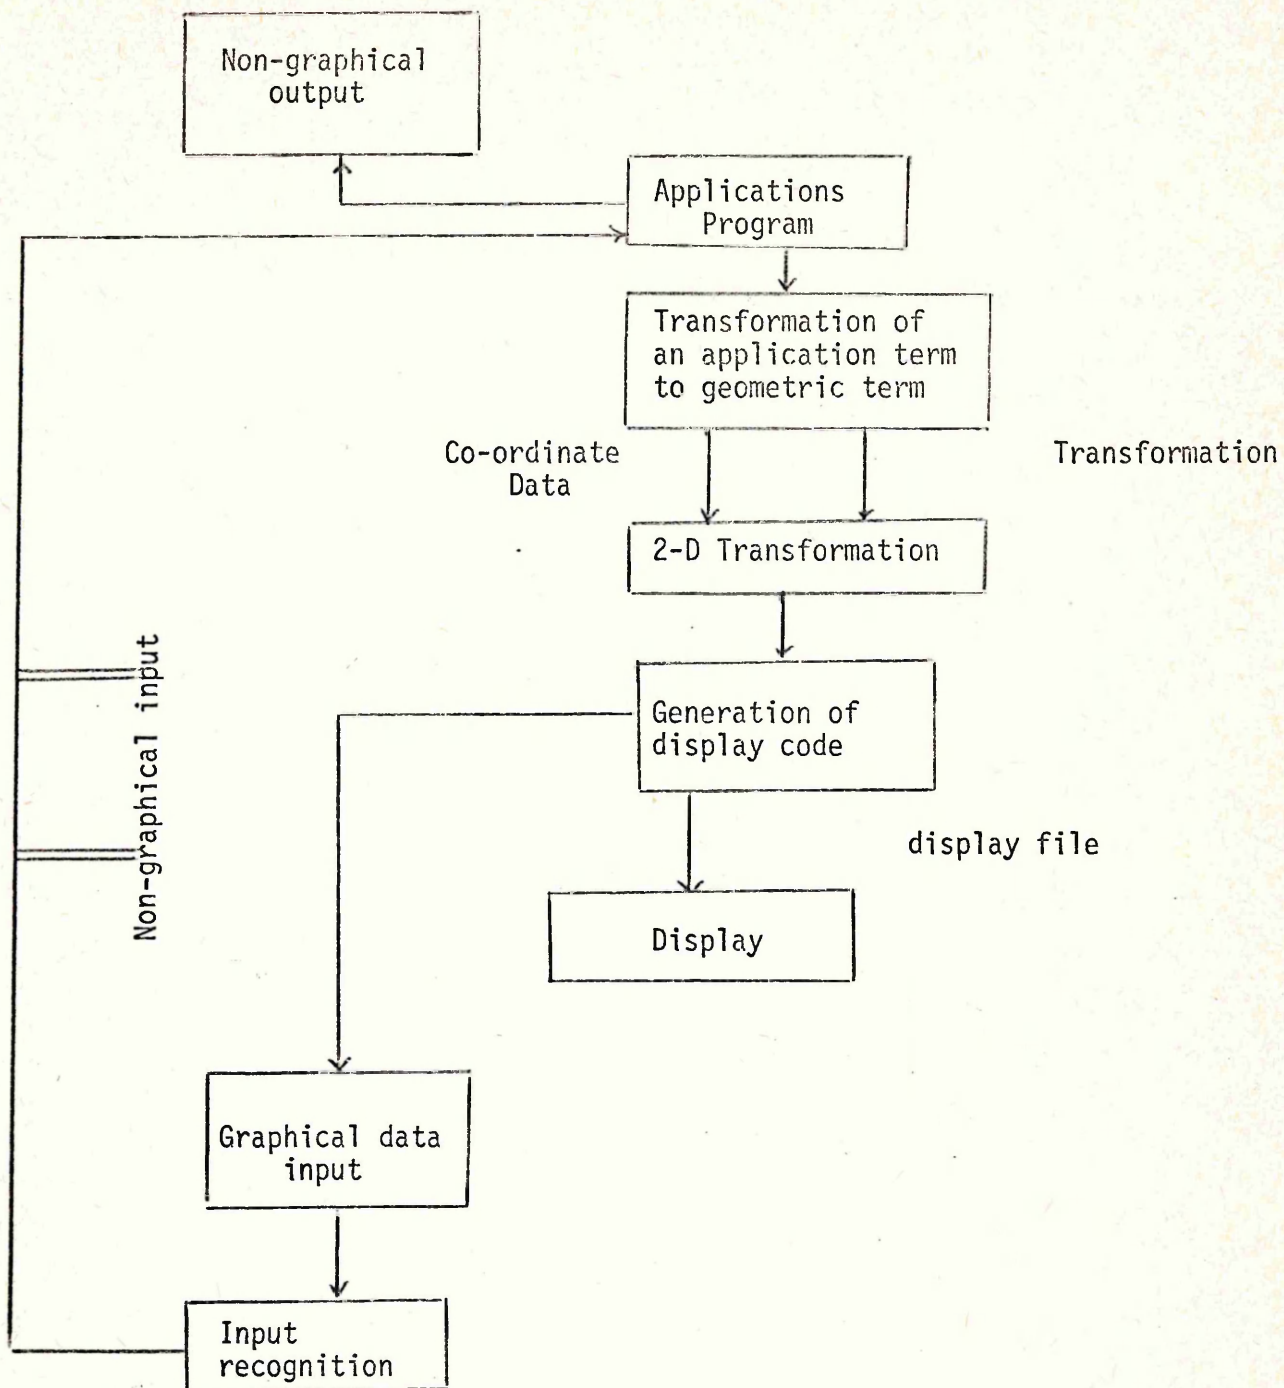 Non-graphical
output
Applications
Program
Transformation of
an application term
to geometric term
Co-ordinate
Data
Transformation
2-D Transformation
Generation of
display code
Non-graphical input
display file
Display
Graphical data
input
Input
recognition